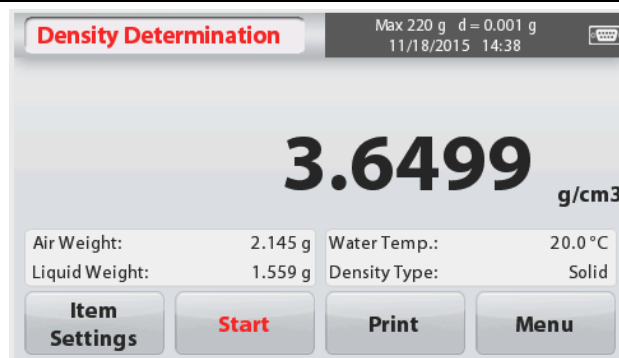 Density Determination
Max 220 g d = 0.001 g
11/18/2015 14:38
3.6499
g/cm3
Air Weight: 2.145 g Water Temp.: 20.0 °C
Liquid Weight: 1.559 g Density Type: Solid
Item Settings
Start
Print
Menu